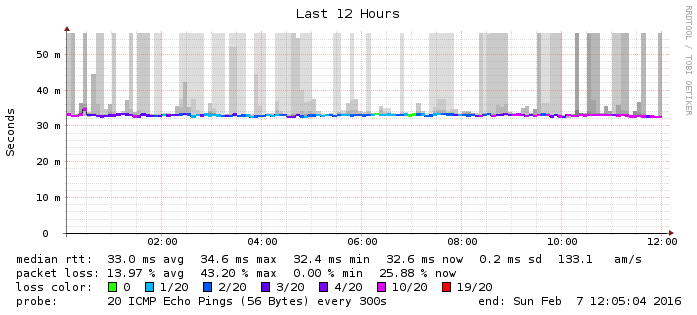 Last 12 Hours
RRDTOOL / TOBI OETIKER
Seconds
50 m
40 m
30 m
20 m
10 m
0
02:00 04:00 06:00 08:00 10:00 12:00
median rtt: 33.0 ms avg 34.6 ms max 32.4 ms min 32.6 ms now 0.2 ms sd 133.1 am/s
packet loss: 13.97 % avg 43.20 % max 0.00 % min 25.88 % now
loss color: 0 1/20 2/20 3/20 4/20 10/20 19/20
probe: 20 ICMP Echo Pings (56 Bytes) every 300s end: Sun Feb 7 12:05:04 2016